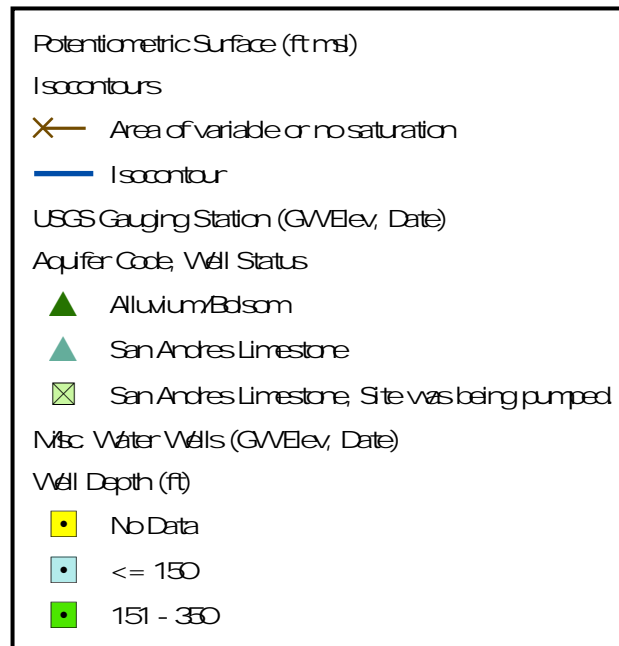 Potentiometric Surface (ft msl)
Isocontours
Area of variable or no saturation
Isocontour
USGS Gauging Station (GWElev, Date)
Aquifer Code, Well Status
Alluvium/Bolsom
San Andres Limestone
San Andres Limestone, Site was being pumped.
Misc. Water Wells (GWElev, Date)
Well Depth (ft)
No Data
<= 150
151 - 350